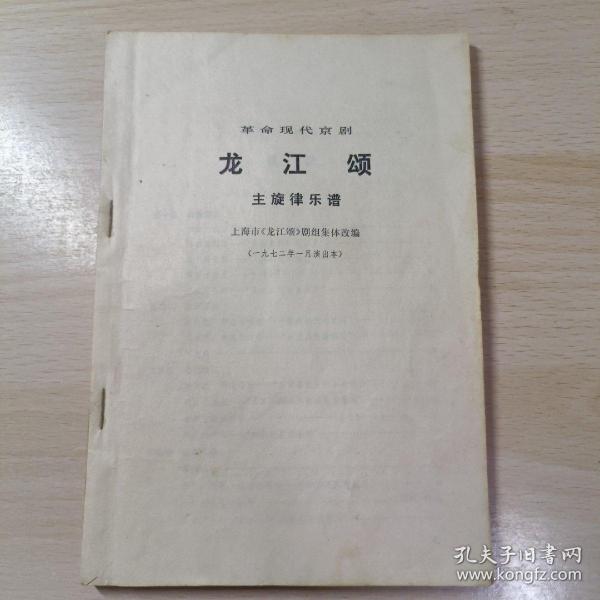 革命现代京剧
龙江颂
主旋律乐谱
上海市《龙江颂》剧组集体改编
(一九七二年一月演出本)
孔夫子旧书网
www.kongfz.com